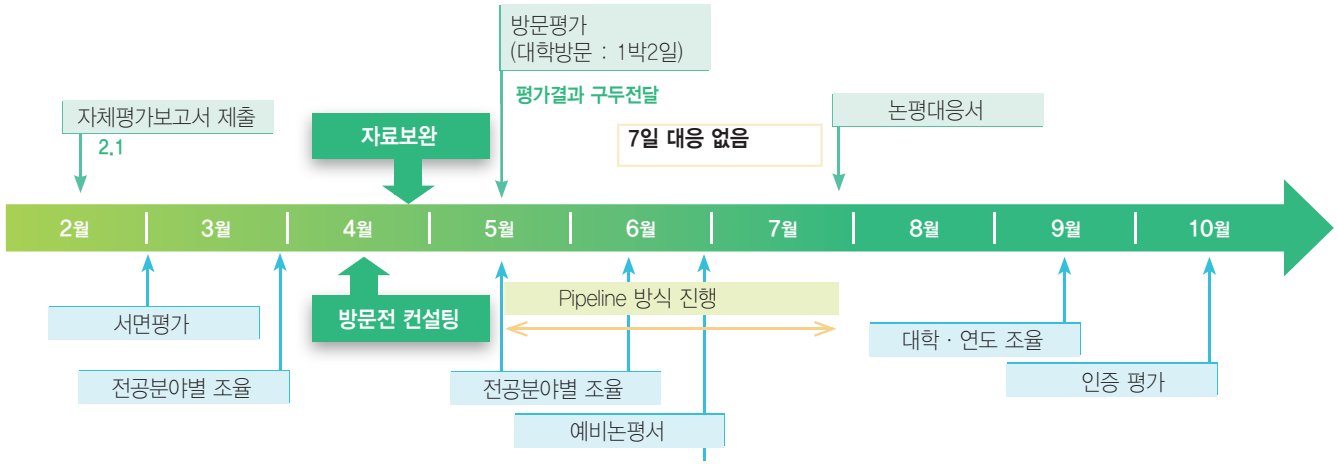 방문평가
(대학방문 : 1박2일)
평가결과 구두전달
자체평가보고서 제출
2.1
자료보완
7일 대응 없음
논평대응서
2월
3월
4월
5월
6월
7월
8월
9월
10월
서면평가
방문전 컨설팅
Pipeline 방식 진행
대학 · 연도 조율
전공분야별 조율
전공분야별 조율
인증 평가
예비논평서